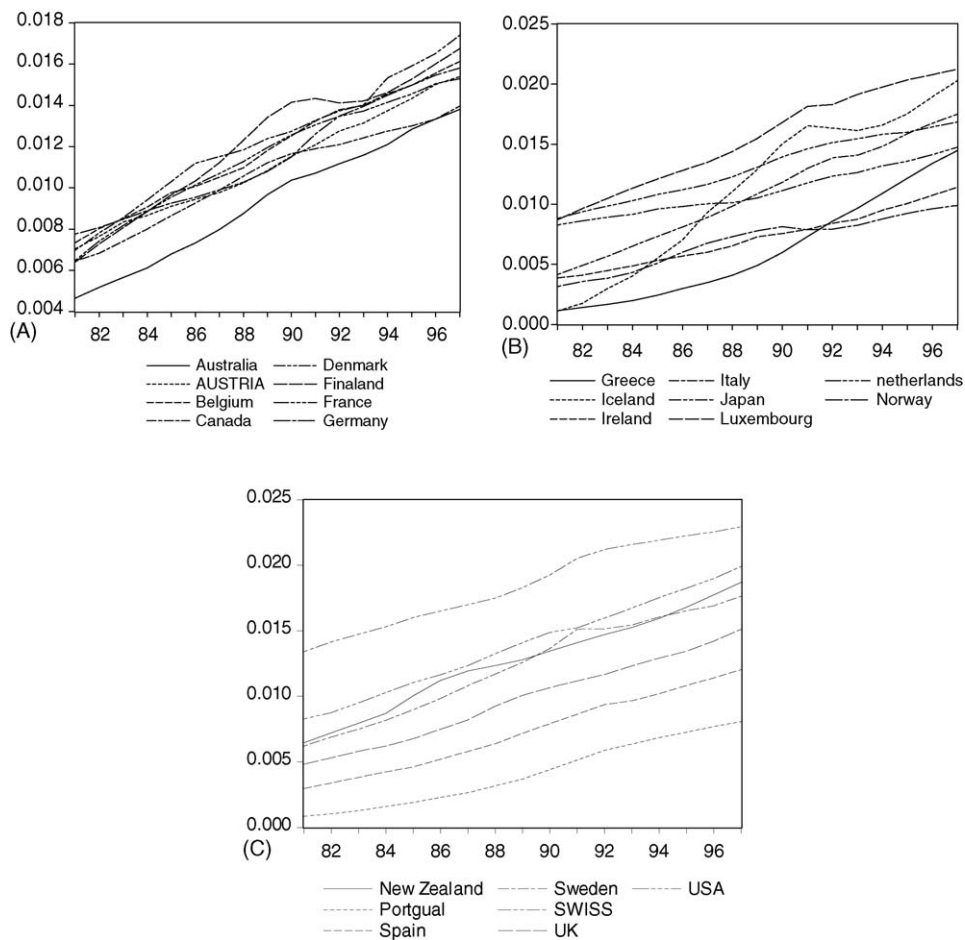 0.018
0.016
0.014
0.012
0.010
0.008
0.006
0.004
82 84 86 88 90 92 94 96
(A)
Australia Denmark
AUSTRIA Finaland
Belgium France
Canada Germany
0.025
0.020
0.015
0.010
0.005
0.000
82 84 86 88 90 92 94 96
(B)
Greece Italy netherlands
Iceland Japan Norway
Ireland Luxembourg
0.025
0.020
0.015
0.010
0.005
0.000
82 84 86 88 90 92 94 96
(C)
New Zealand Sweden USA
Portgual SWISS
Spain UK